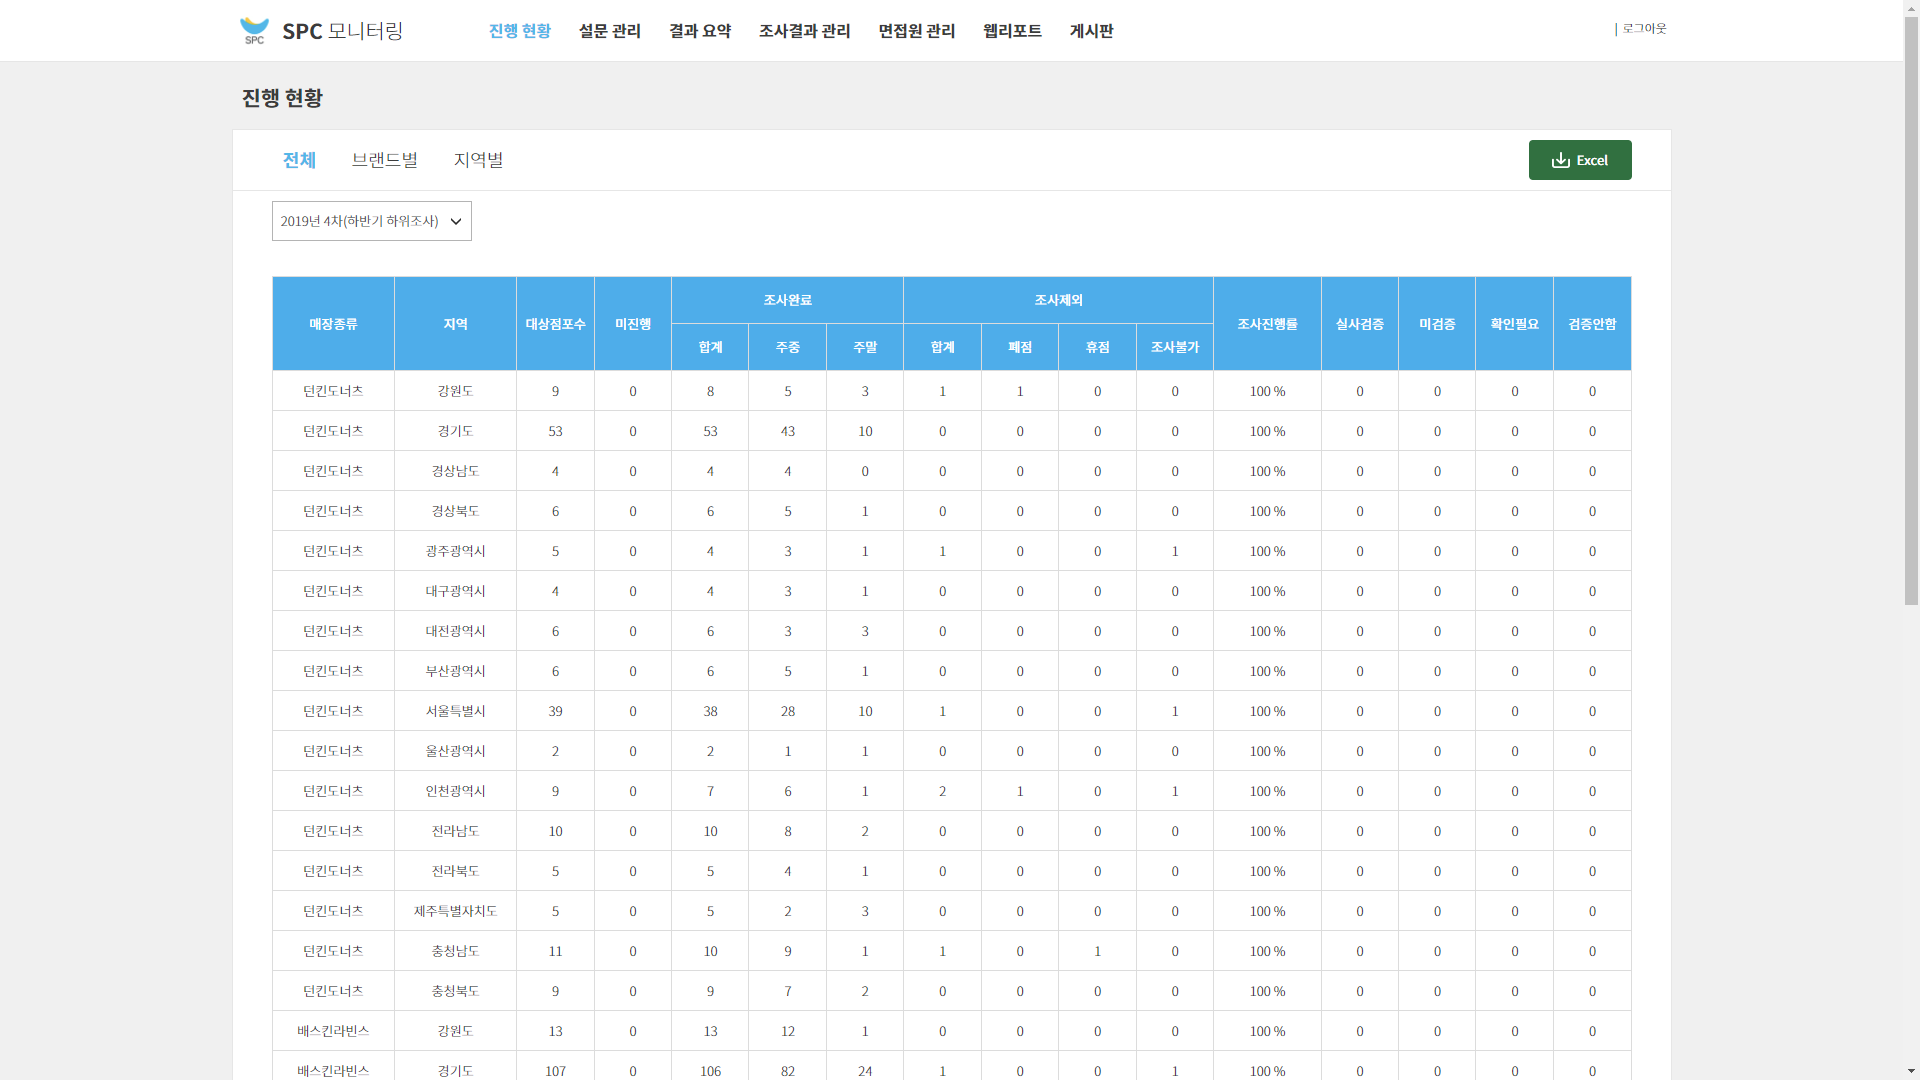 SPC
SPC 모니터링
진행 현황 설문 관리 결과 요약 조사결과 관리 면접원 관리 웹리포트 게시판
| 로그아웃
진행 현황
전체 브랜드별 지역별
Excel
2019년 4차(하반기 하위조사)
매장종류 지역 대상점포수 미진행 조사완료 조사제외 조사진행률 실사검증 미검증 확인필요 검증안함
합계 주중 주말 합계 폐점 휴점 조사불가
던킨도너츠 강원도 9 0 8 5 3 1 1 0 0 100 % 0 0 0 0
던킨도너츠 경기도 53 0 53 43 10 0 0 0 0 100 % 0 0 0 0
던킨도너츠 경상남도 4 0 4 4 0 0 0 0 0 100 % 0 0 0 0
던킨도너츠 경상북도 6 0 6 5 1 0 0 0 0 100 % 0 0 0 0
던킨도너츠 광주광역시 5 0 4 3 1 1 0 0 1 100 % 0 0 0 0
던킨도너츠 대구광역시 4 0 4 3 1 0 0 0 0 100 % 0 0 0 0
던킨도너츠 대전광역시 6 0 6 3 3 0 0 0 0 100 % 0 0 0 0
던킨도너츠 부산광역시 6 0 6 5 1 0 0 0 0 100 % 0 0 0 0
던킨도너츠 서울특별시 39 0 38 28 10 1 0 0 1 100 % 0 0 0 0
던킨도너츠 울산광역시 2 0 2 1 1 0 0 0 0 100 % 0 0 0 0
던킨도너츠 인천광역시 9 0 7 6 1 2 1 0 1 100 % 0 0 0 0
던킨도너츠 전라남도 10 0 10 8 2 0 0 0 0 100 % 0 0 0 0
던킨도너츠 전라북도 5 0 5 4 1 0 0 0 0 100 % 0 0 0 0
던킨도너츠 제주특별자치도 5 0 5 2 3 0 0 0 0 100 % 0 0 0 0
던킨도너츠 충청남도 11 0 10 9 1 1 0 1 0 100 % 0 0 0 0
던킨도너츠 충청북도 9 0 9 7 2 0 0 0 0 100 % 0 0 0 0
배스킨라빈스 강원도 13 0 13 12 1 0 0 0 0 100 % 0 0 0 0
배스킨라빈스 경기도 107 0 106 82 24 1 0 0 1 100 % 0 0 0 0